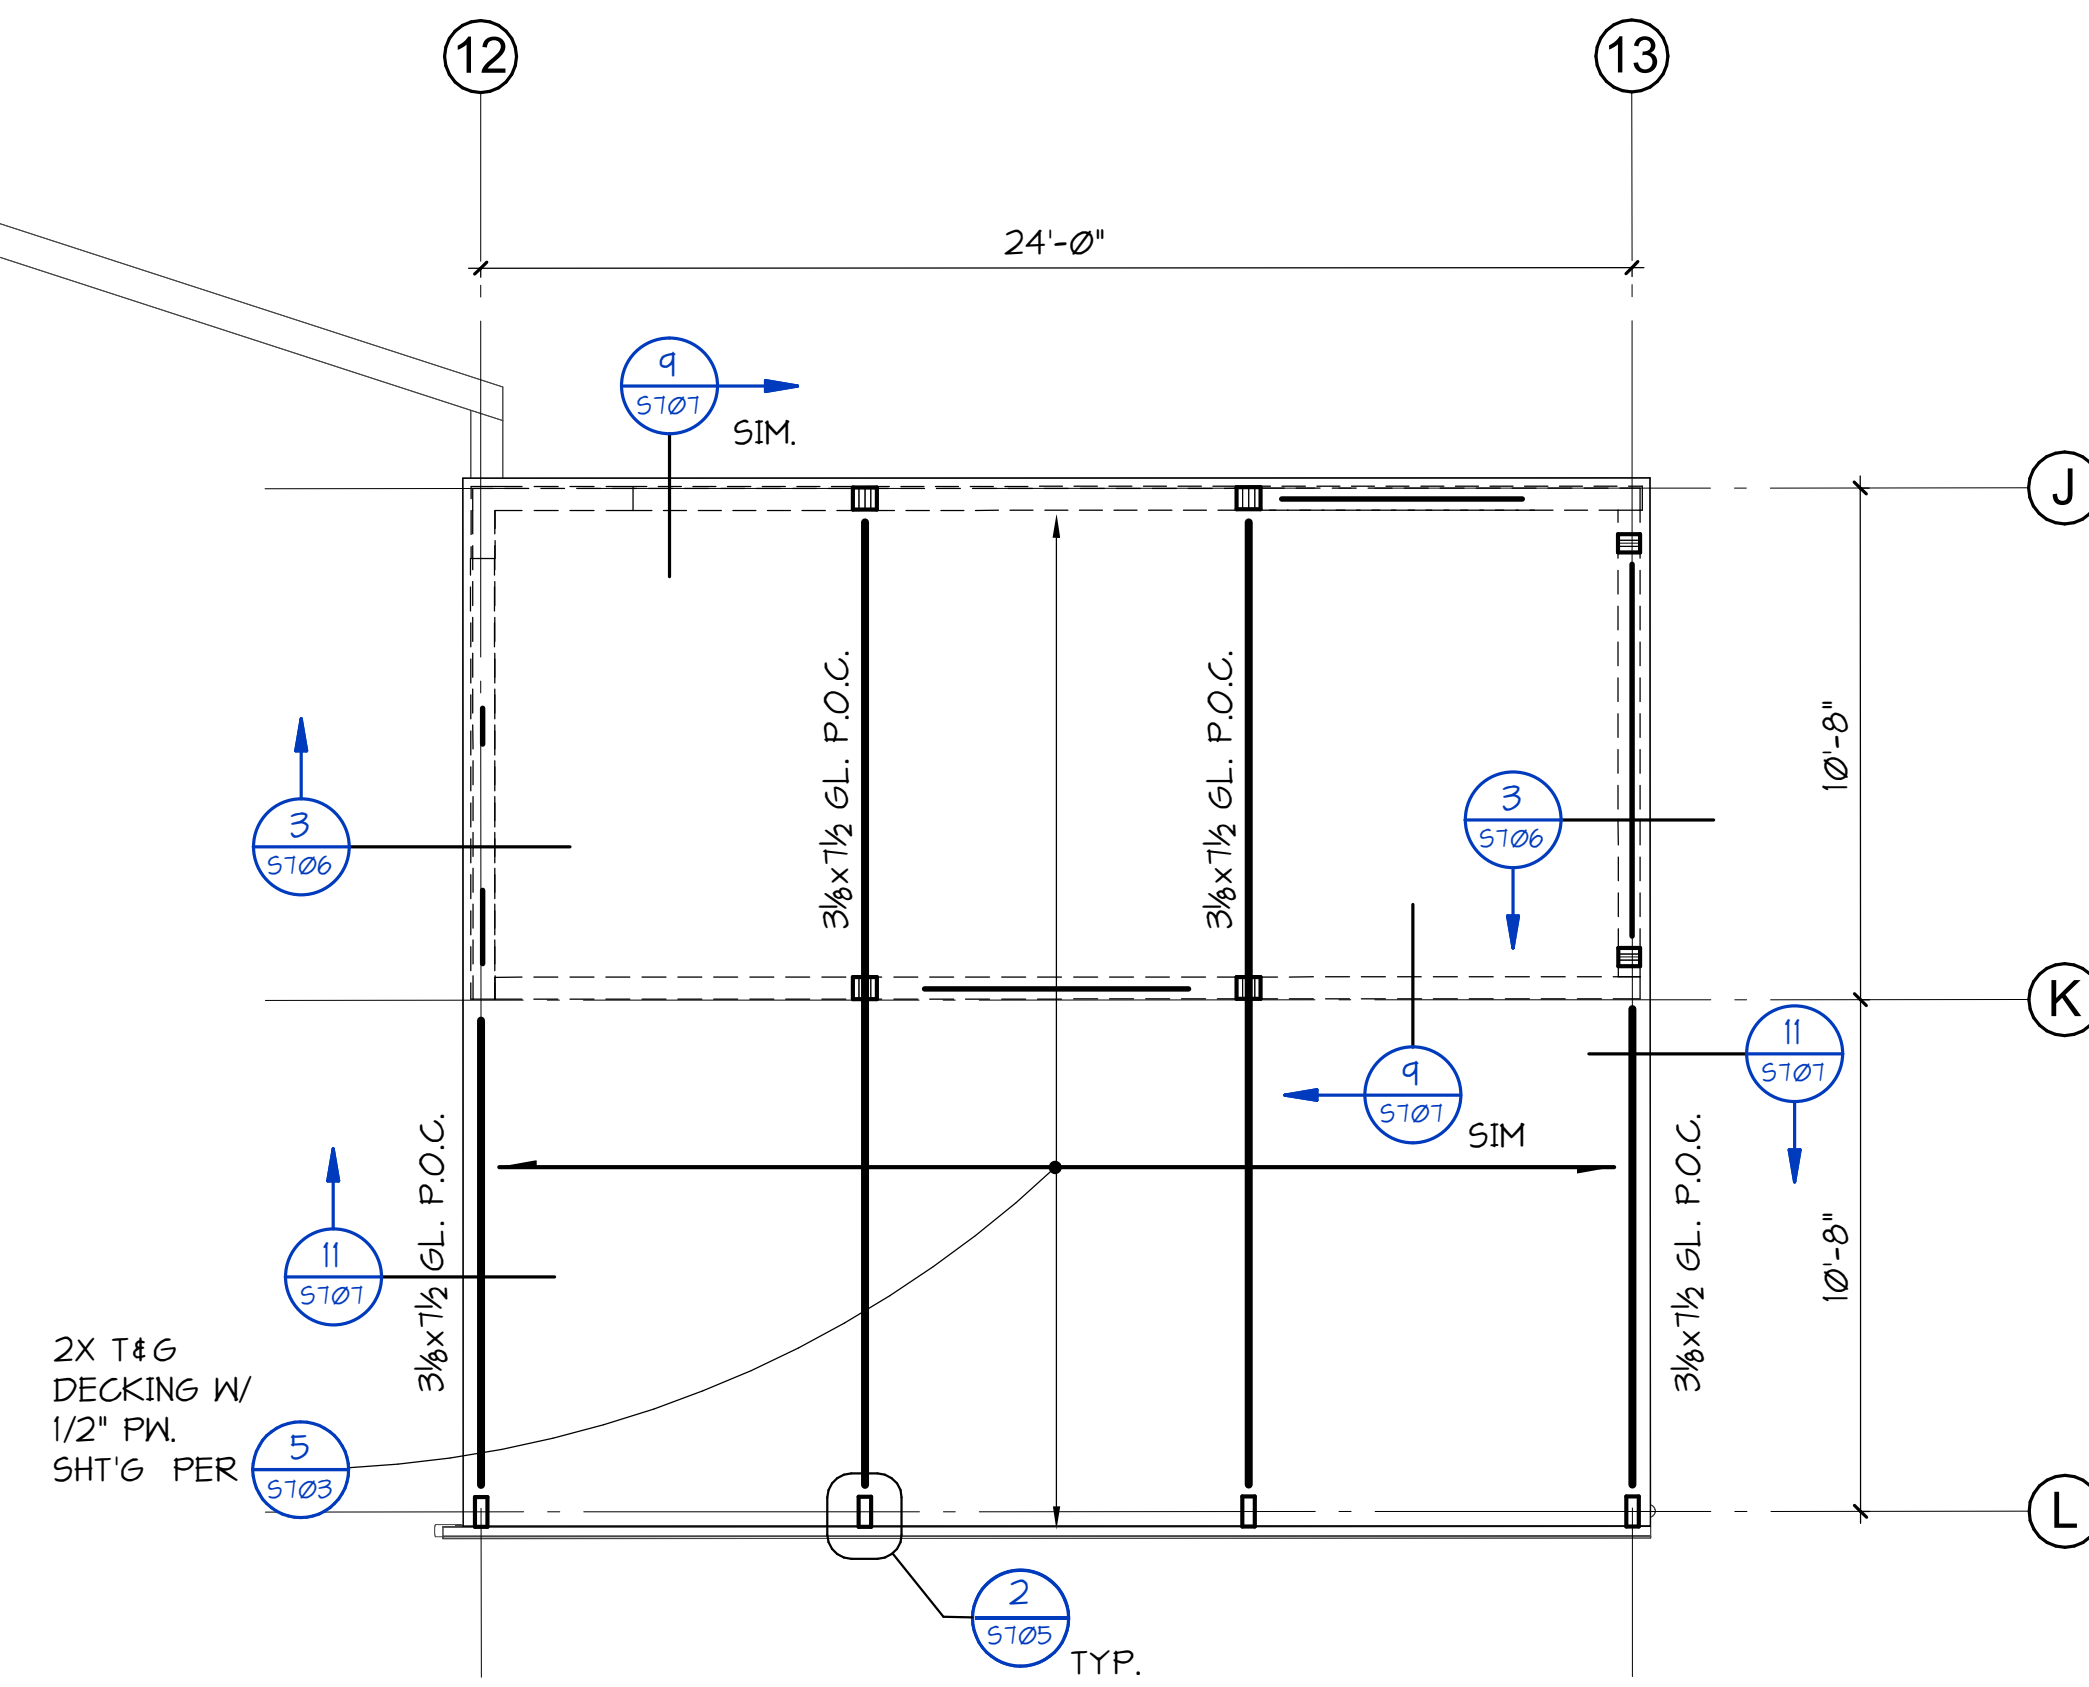 12
13
24'-0"
9
S707
SIM.
J
3⅛x7½ GL. P.O.C.
3⅛x7½ GL. P.O.C.
10'-8"
3
S706
3
S706
K
11
S707
9
S707
SIM
3⅛x7½ GL. P.O.C.
3⅛x7½ GL. P.O.C.
10'-8"
11
S707
2X T&G
DECKING W/
1/2" PW.
SHT'G PER
5
S703
L
2
S705
TYP.